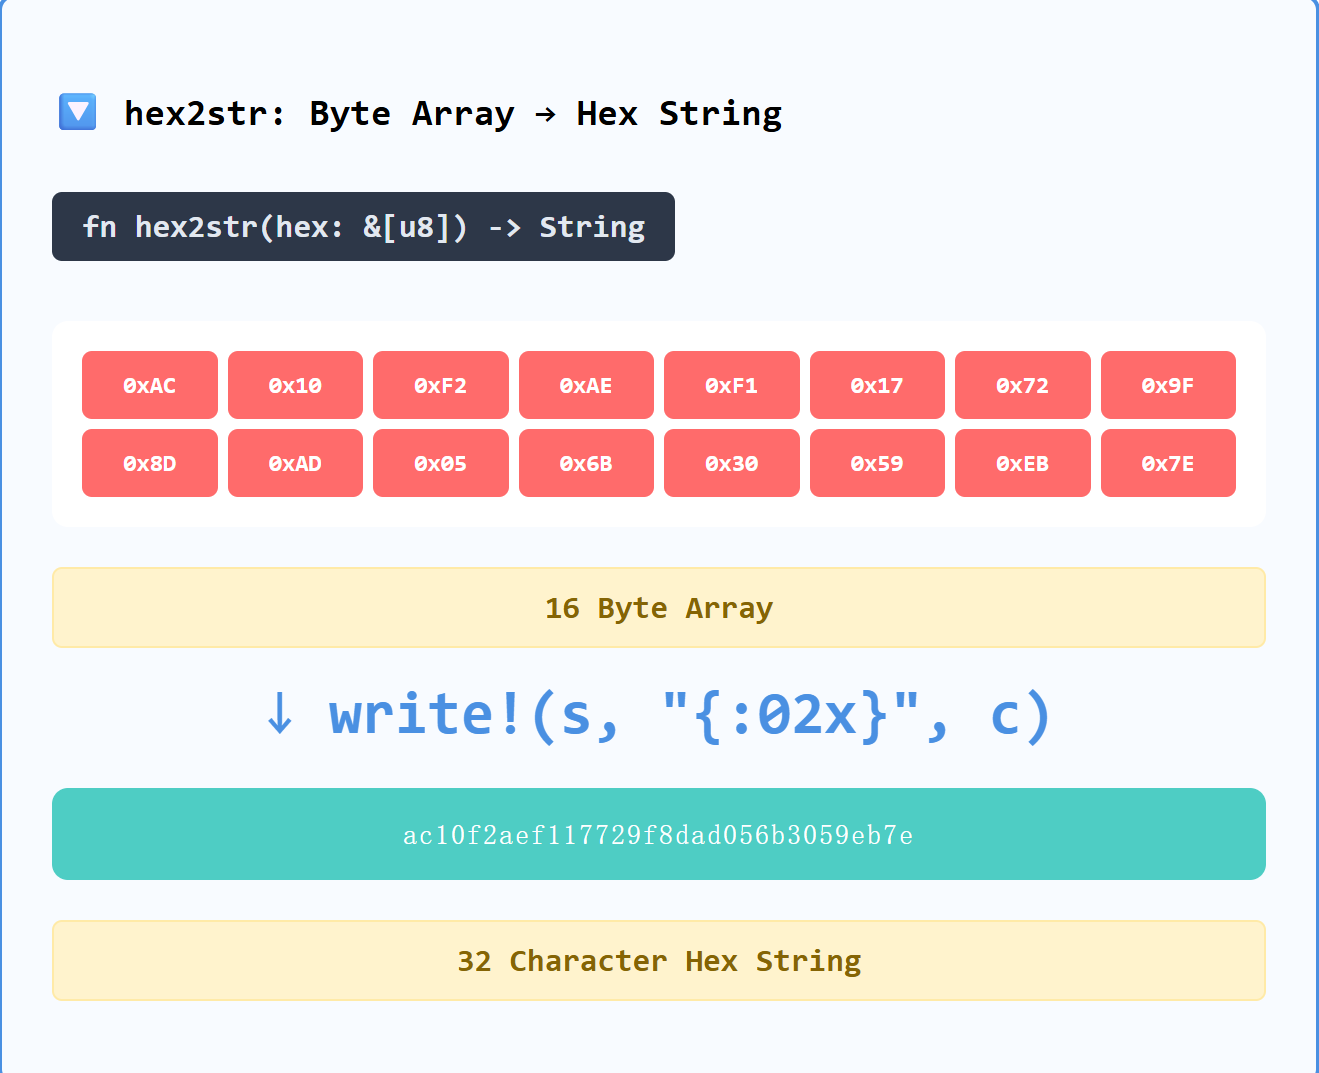 hex2str: Byte Array → Hex String
fn hex2str(hex: &[u8]) -> String
0xAC 0x10 0xF2 0xAE 0xF1 0x17 0x72 0x9F
0x8D 0xAD 0x05 0x6B 0x30 0x59 0xEB 0x7E
16 Byte Array
↓ write!(s, "{:02x}", c)
ac10f2aef117729f8dad056b3059eb7e
32 Character Hex String